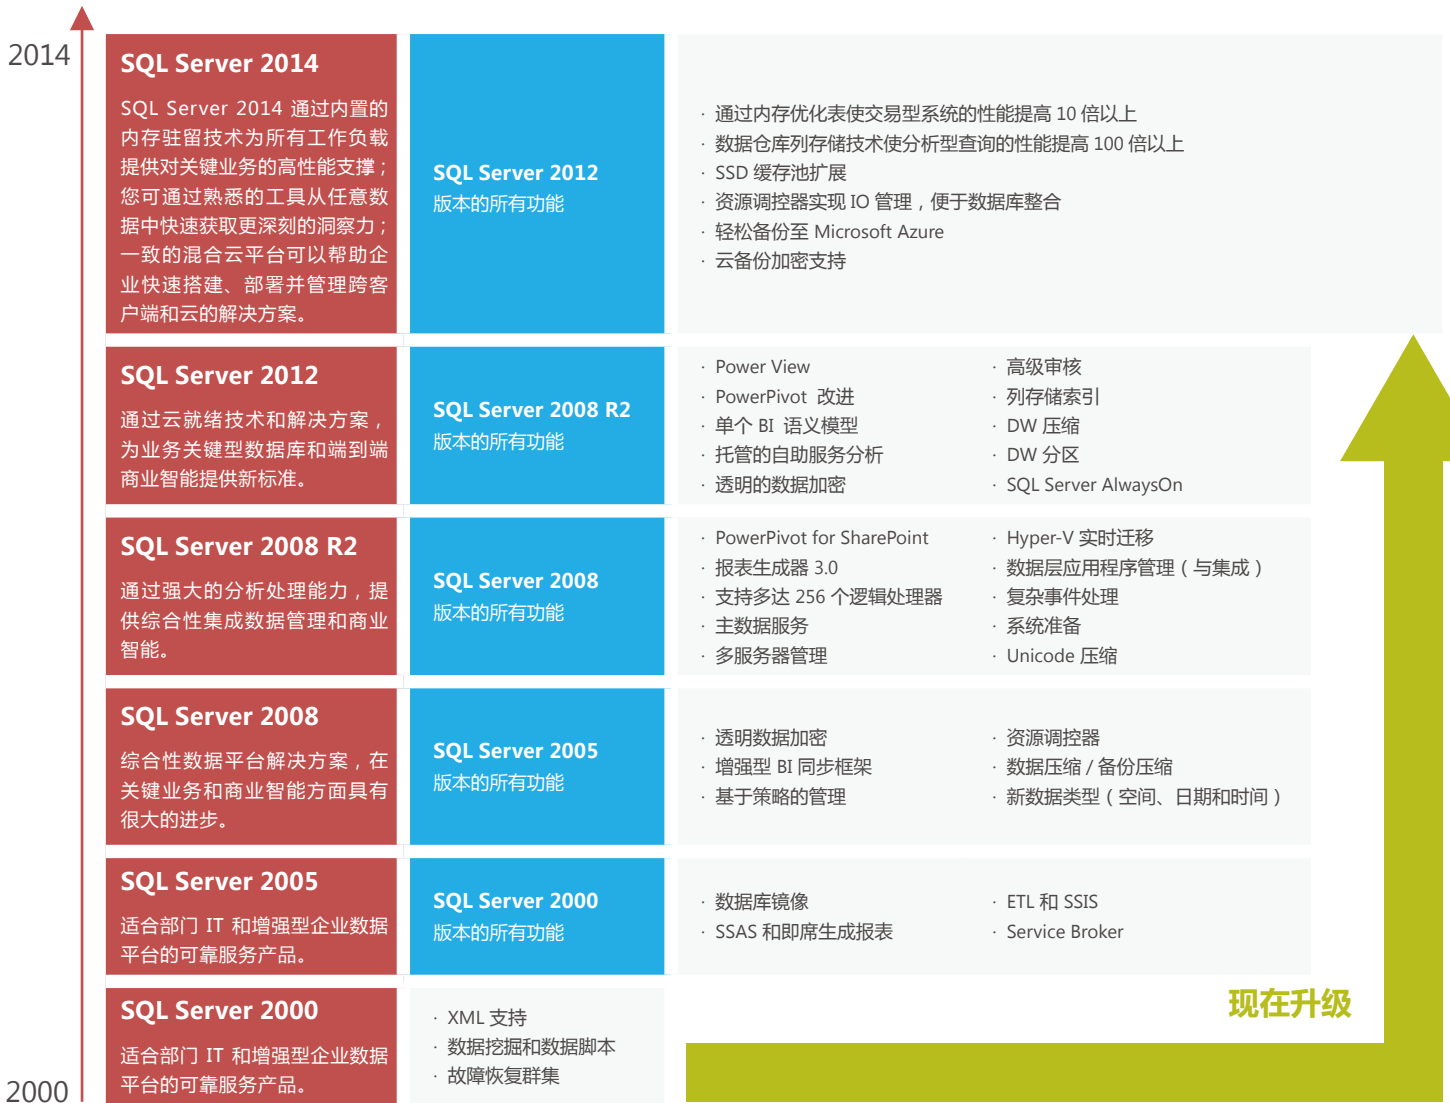 2014
SQL Server 2014
SQL Server 2014 通过内置的
内存驻留技术为所有工作负载
提供对关键业务的高性能支撑；
您可通过熟悉的工具从任意数
据中快速获取更深刻的洞察力；
一致的混合云平台可以帮助企
业快速搭建、部署并管理跨客
户端和云的解决方案。
SQL Server 2012
版本的所有功能
· 通过内存优化表使交易型系统的性能提高 10 倍以上
· 数据仓库列存储技术使分析型查询的性能提高 100 倍以上
· SSD 缓存池扩展
· 资源调控器实现 IO 管理，便于数据库整合
· 轻松备份至 Microsoft Azure
· 云备份加密支持
SQL Server 2012
通过云就绪技术和解决方案，
为业务关键型数据库和端到端
商业智能提供新标准。
SQL Server 2008 R2
版本的所有功能
· Power View
· PowerPivot 改进
· 单个 BI 语义模型
· 托管的自助服务分析
· 透明的数据加密
· 高级审核
· 列存储索引
· DW 压缩
· DW 分区
· SQL Server AlwaysOn
SQL Server 2008 R2
通过强大的分析处理能力，提
供综合性集成数据管理和商业
智能。
SQL Server 2008
版本的所有功能
· PowerPivot for SharePoint
· 报表生成器 3.0
· 支持多达 256 个逻辑处理器
· 主数据服务
· 多服务器管理
· Hyper-V 实时迁移
· 数据层应用程序管理（与集成）
· 复杂事件处理
· 系统准备
· Unicode 压缩
SQL Server 2008
综合性数据平台解决方案，在
关键业务和商业智能方面具有
很大的进步。
SQL Server 2005
版本的所有功能
· 透明数据加密
· 增强型 BI 同步框架
· 基于策略的管理
· 资源调控器
· 数据压缩 / 备份压缩
· 新数据类型（空间、日期和时间）
SQL Server 2005
适合部门 IT 和增强型企业数据
平台的可靠服务产品。
SQL Server 2000
版本的所有功能
· 数据库镜像
· SSAS 和即席生成报表
· ETL 和 SSIS
· Service Broker
SQL Server 2000
适合部门 IT 和增强型企业数据
平台的可靠服务产品。
· XML 支持
· 数据挖掘和数据脚本
· 故障恢复群集
现在升级
2000